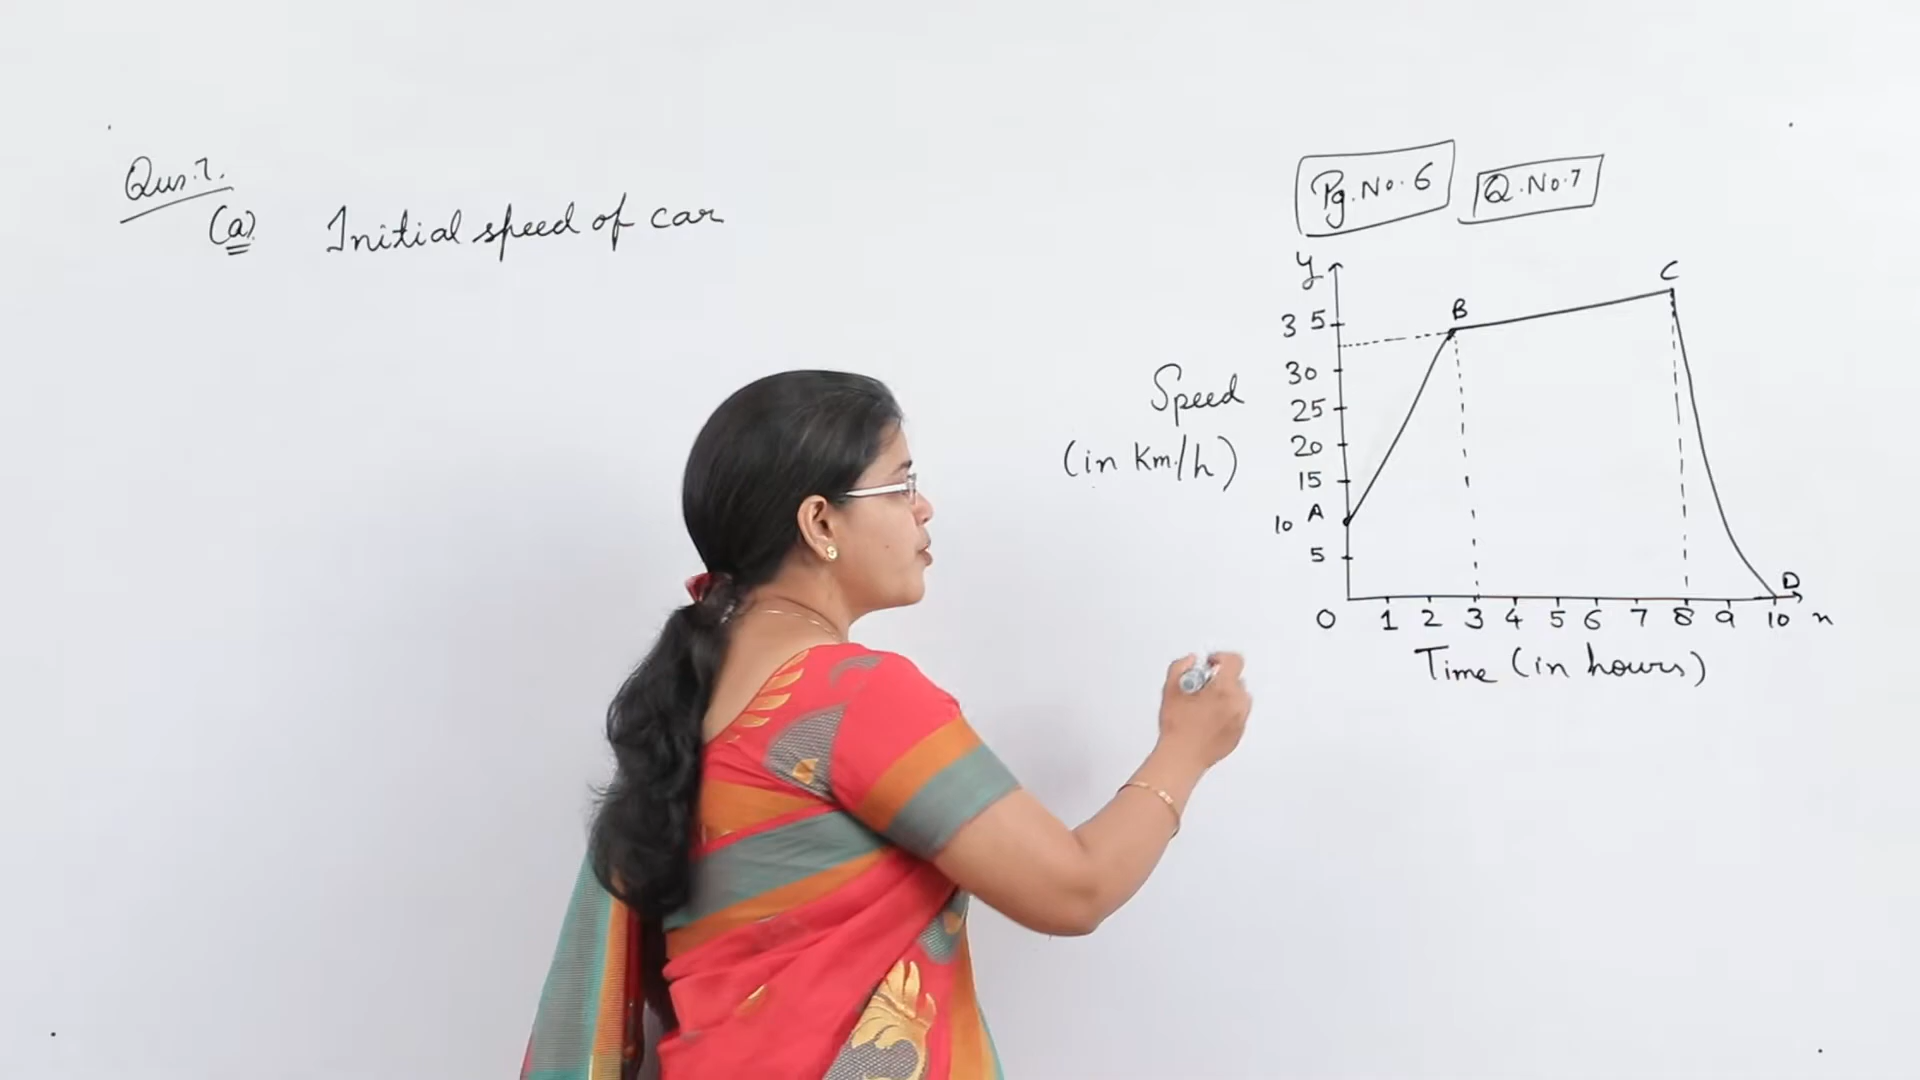 Qus.7.
(a) Initial speed of car
Pg.No.6
Q.No.7
y
C
B
35
30
25
20
15
10 A
5
Speed
(in Km/h)
D
0 1 2 3 4 5 6 7 8 9 10 x
Time (in hours)